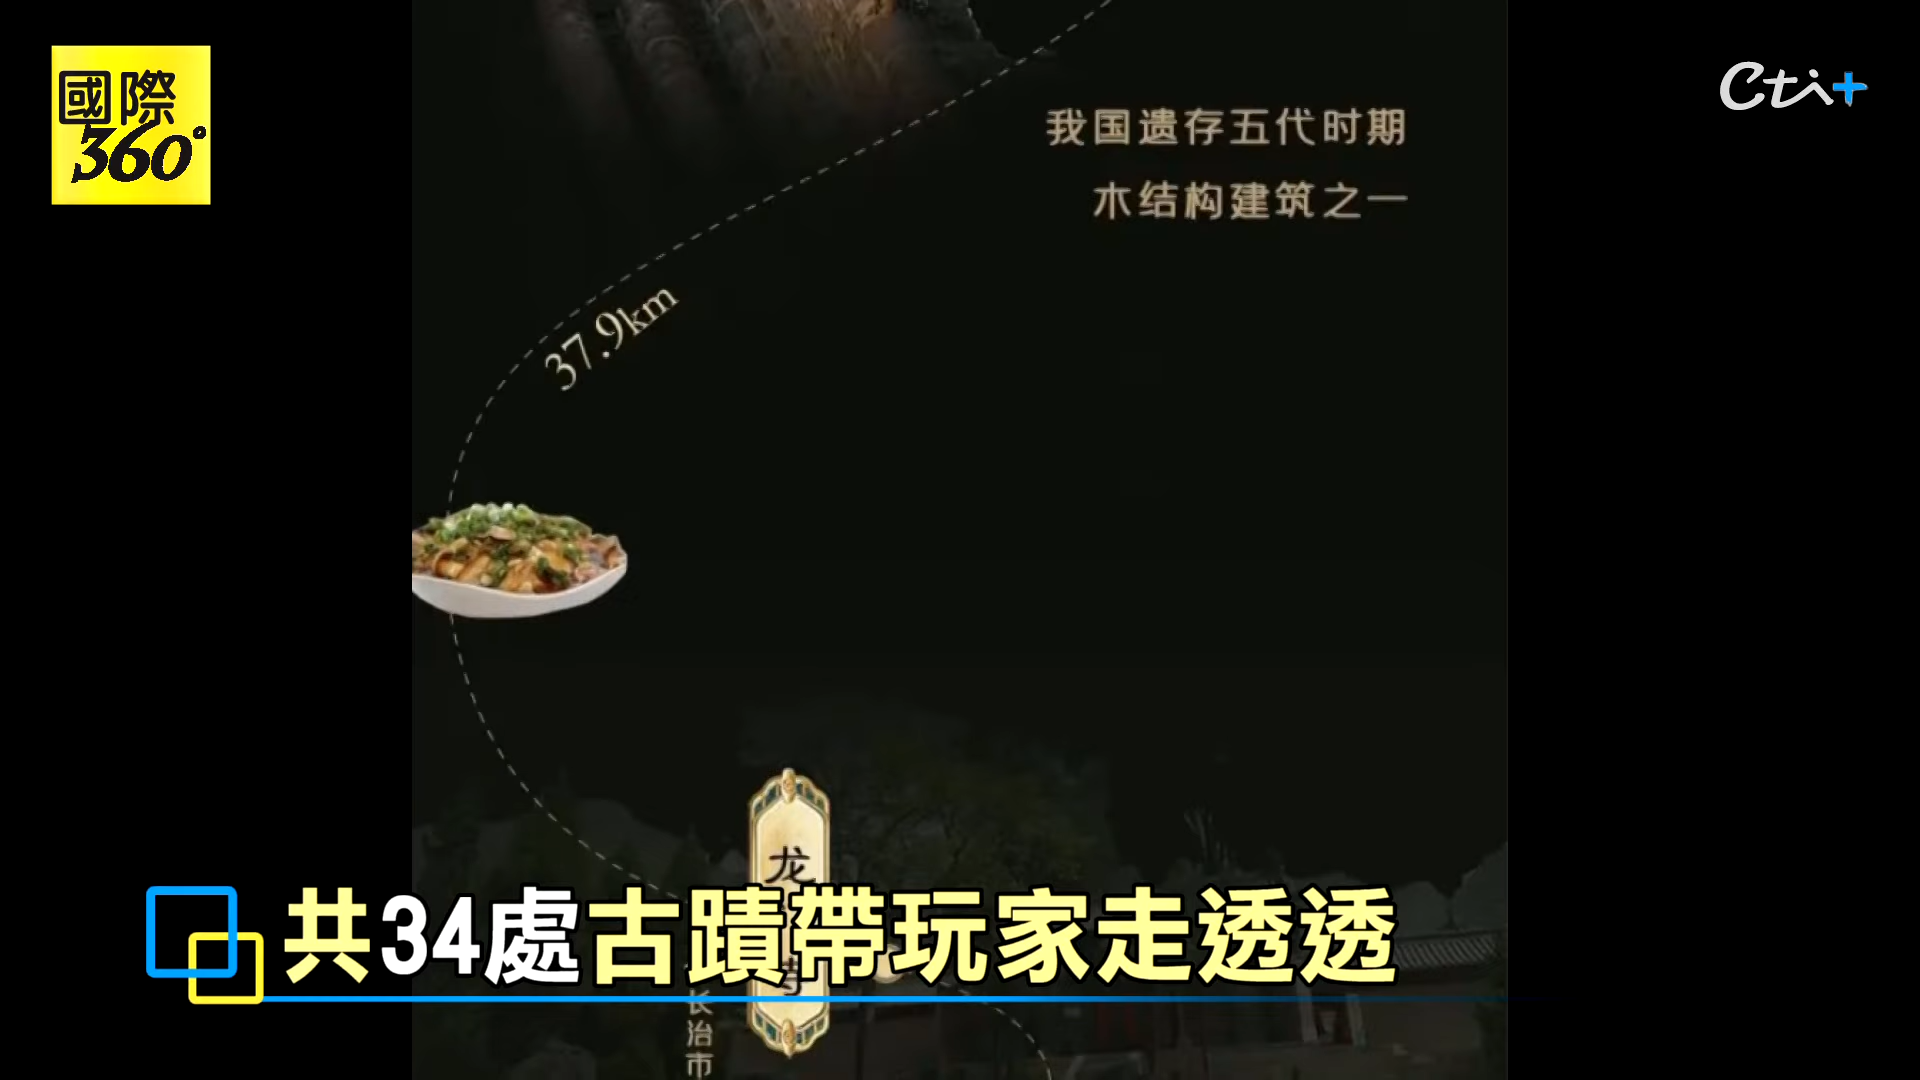 國際
360°
Cti+
我国遗存五代时期
木结构建筑之一
37.9km
龙
共34處古蹟帶玩家走透透
长治市